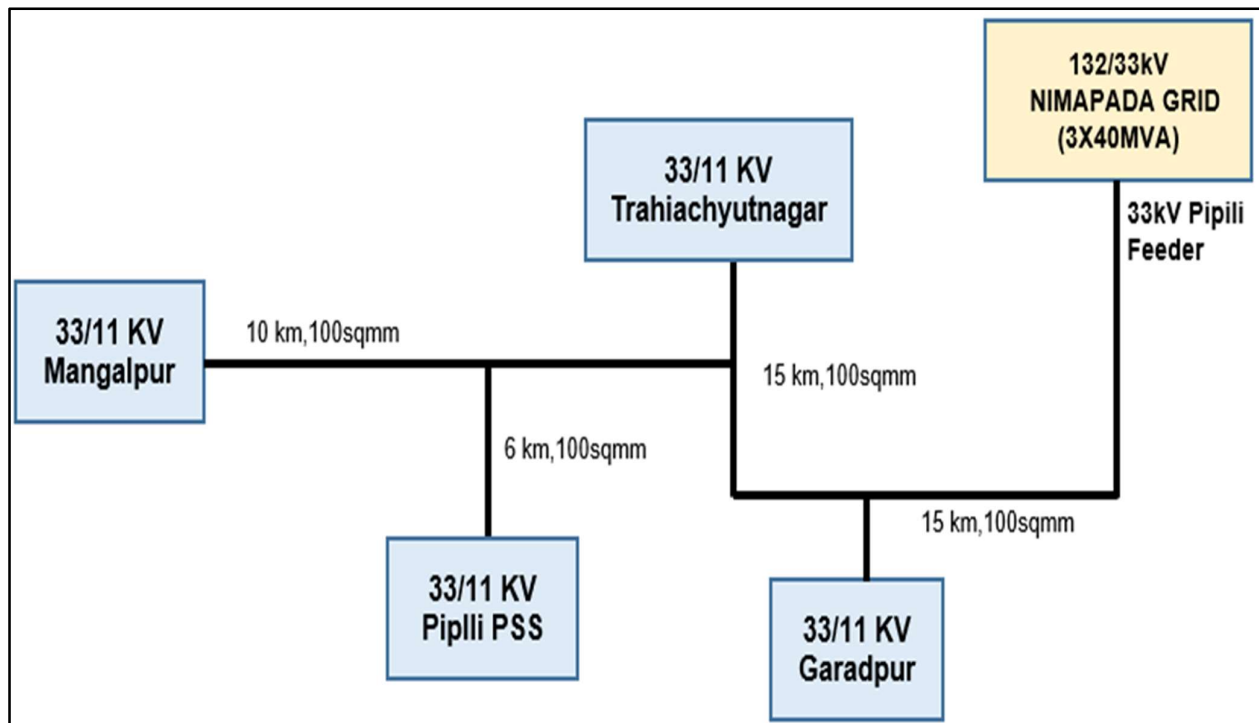 132/33kV
NIMAPADA GRID
(3X40MVA)
33/11 KV
Trahiachyutnagar
33kV Pipili
Feeder
33/11 KV
Mangalpur
10 km,100sqmm
15 km,100sqmm
6 km,100sqmm
15 km,100sqmm
33/11 KV
Piplli PSS
33/11 KV
Garadpur